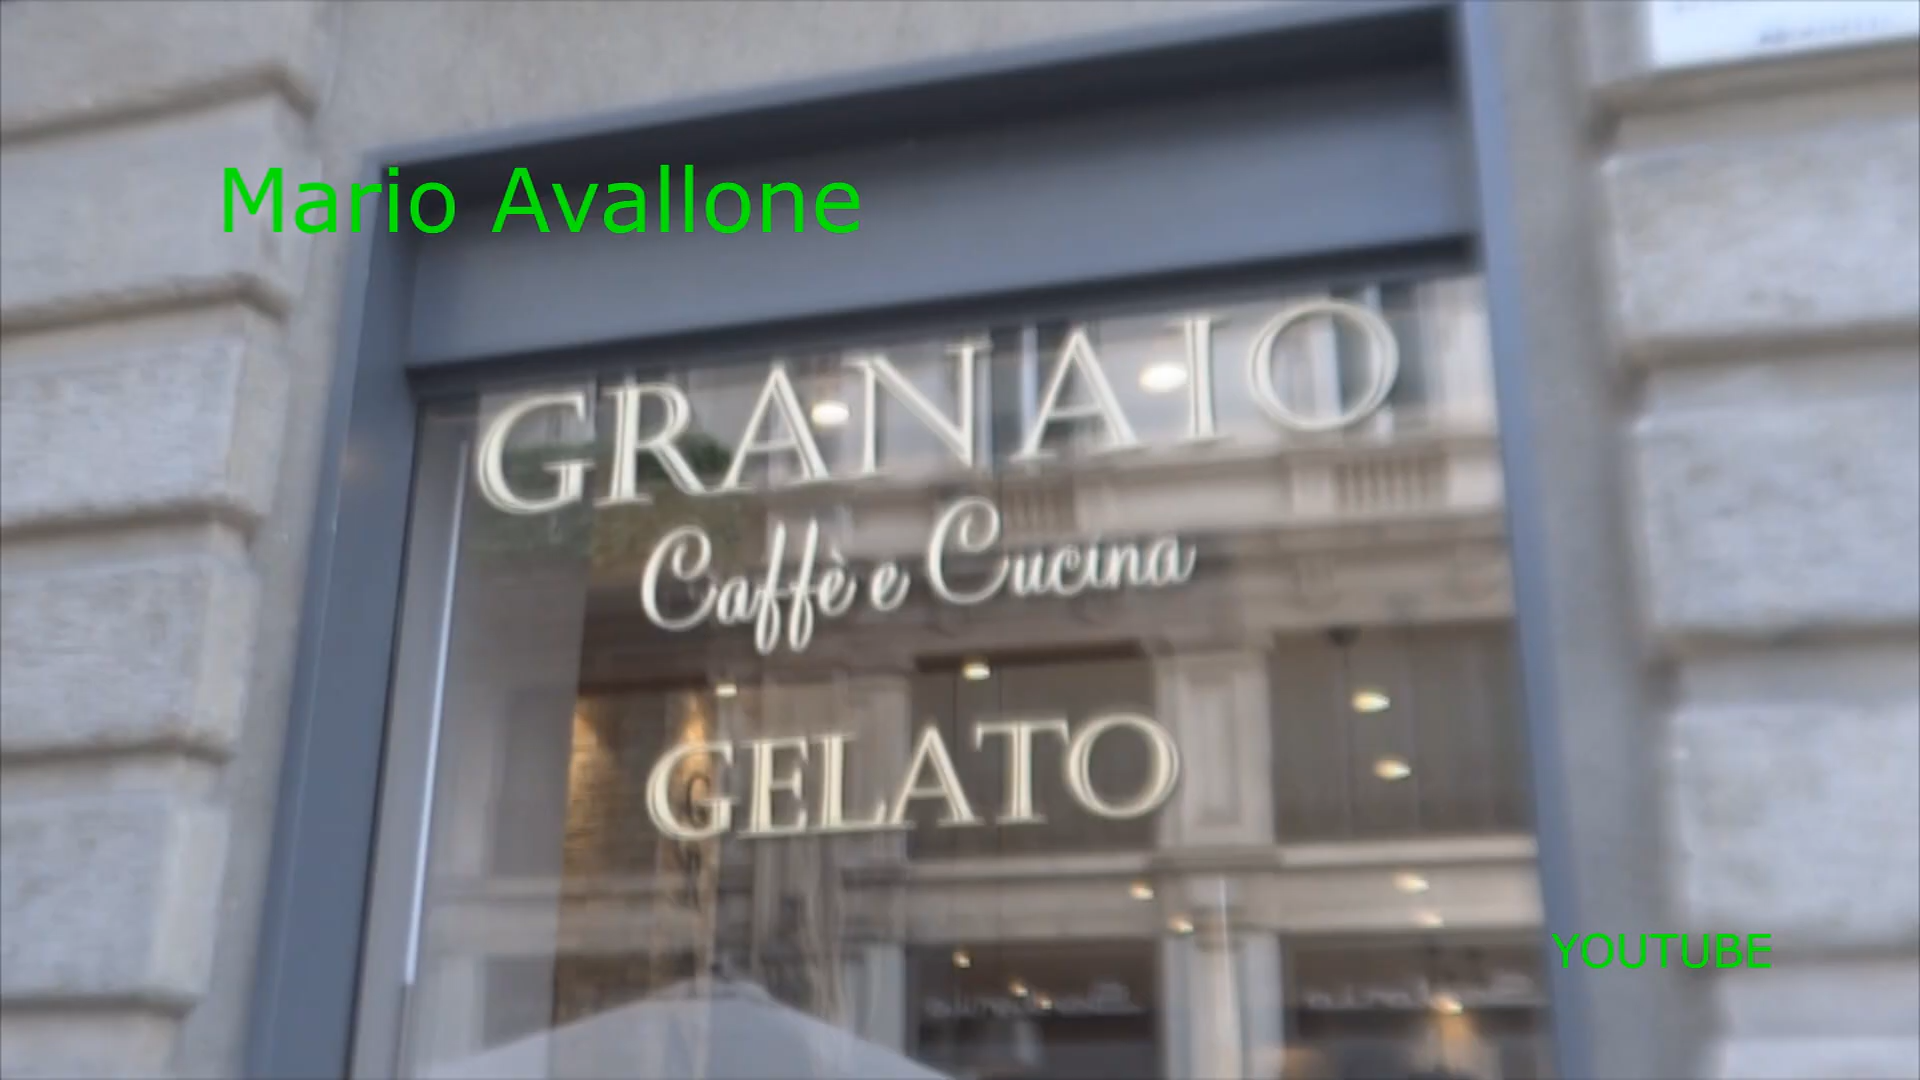 Mario Avallone
GRANAIO
Caffè e Cucina
GELATO
YOUTUBE